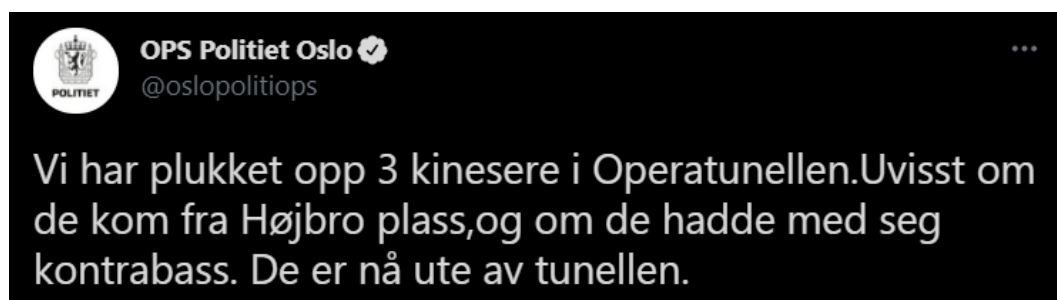 OPS Politiet Oslo
@oslopolitiops
POLITIET
Vi har plukket opp 3 kinesere i Operatunellen.Uvisst om
de kom fra Højbro plass,og om de hadde med seg
kontrabass. De er nå ute av tunellen.